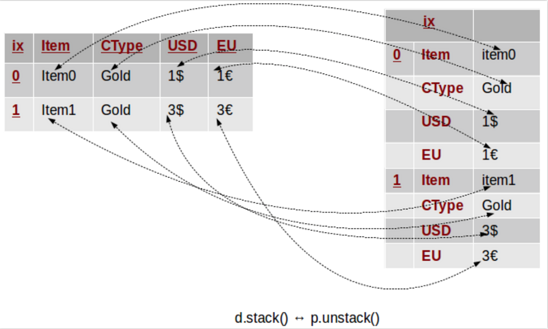 ix Item CType USD EU
0 Item0 Gold 1$ 1€
1 Item1 Gold 3$ 3€
ix
0 Item item0
CType Gold
USD 1$
EU 1€
1 Item item1
CType Gold
USD 3$
EU 3€
d.stack() ↔ p.unstack()